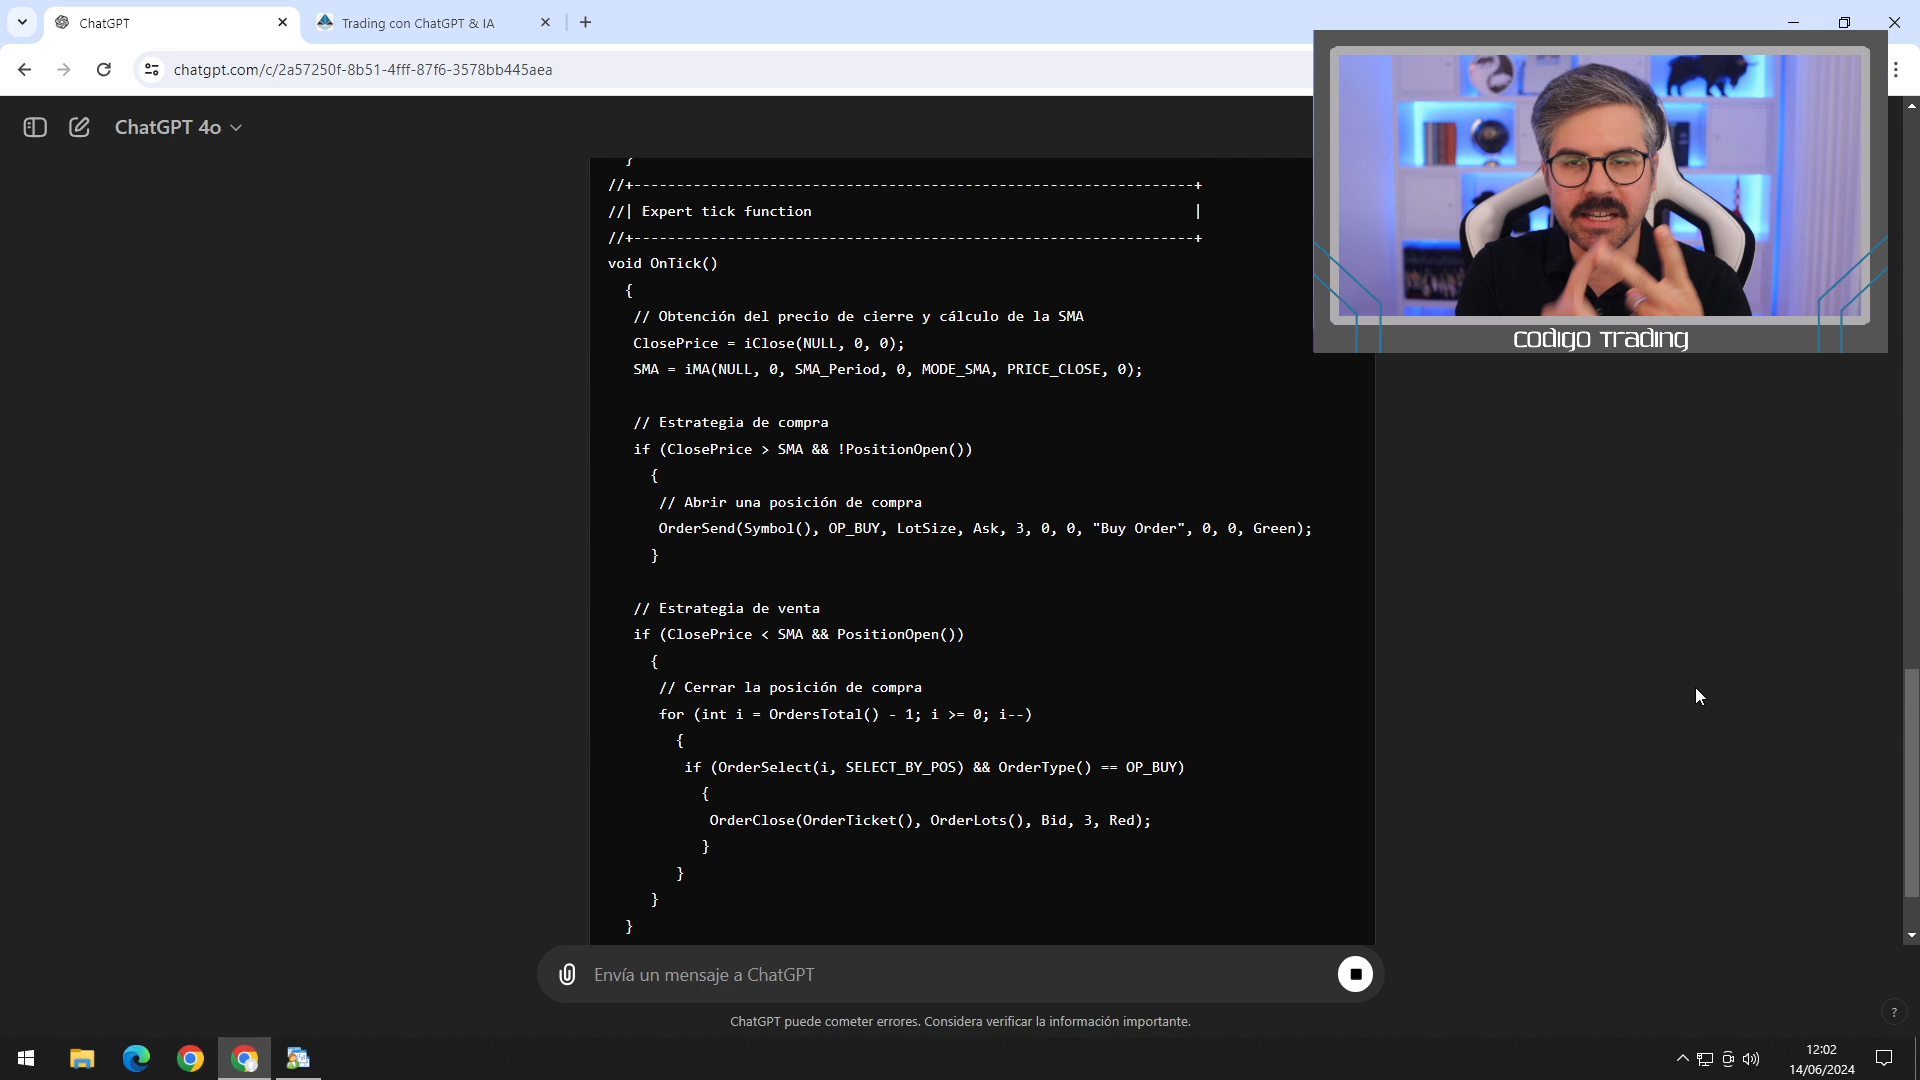 ChatGPT
Trading con ChatGPT & IA
chatgpt.com/c/2a57250f-8b51-4fff-87f6-3578bb445aea
ChatGPT 4o
codigo Trading
}
//+------------------------------------------------------------------+
//| Expert tick function                                             |
//+------------------------------------------------------------------+
void OnTick()
{
// Obtención del precio de cierre y cálculo de la SMA
ClosePrice = iClose(NULL, 0, 0);
SMA = iMA(NULL, 0, SMA_Period, 0, MODE_SMA, PRICE_CLOSE, 0);
// Estrategia de compra
if (ClosePrice > SMA && !PositionOpen())
{
// Abrir una posición de compra
OrderSend(Symbol(), OP_BUY, LotSize, Ask, 3, 0, 0, "Buy Order", 0, 0, Green);
}
// Estrategia de venta
if (ClosePrice < SMA && PositionOpen())
{
// Cerrar la posición de compra
for (int i = OrdersTotal() - 1; i >= 0; i--)
{
if (OrderSelect(i, SELECT_BY_POS) && OrderType() == OP_BUY)
{
OrderClose(OrderTicket(), OrderLots(), Bid, 3, Red);
}
}
}
}
Envía un mensaje a ChatGPT
ChatGPT puede cometer errores. Considera verificar la información importante.
?
12:02
14/06/2024